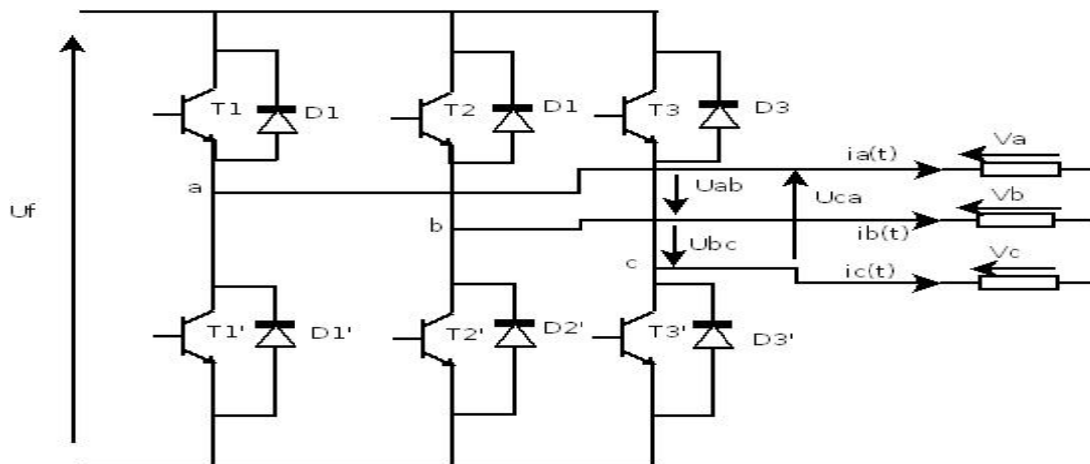 T1 D1 T2 D1 T3 D3
ia(t) Va
a Uab Uca
Uf
b ib(t) Vb
Ubc
c ic(t) Vc
T1' D1' T2' D2' T3' D3'